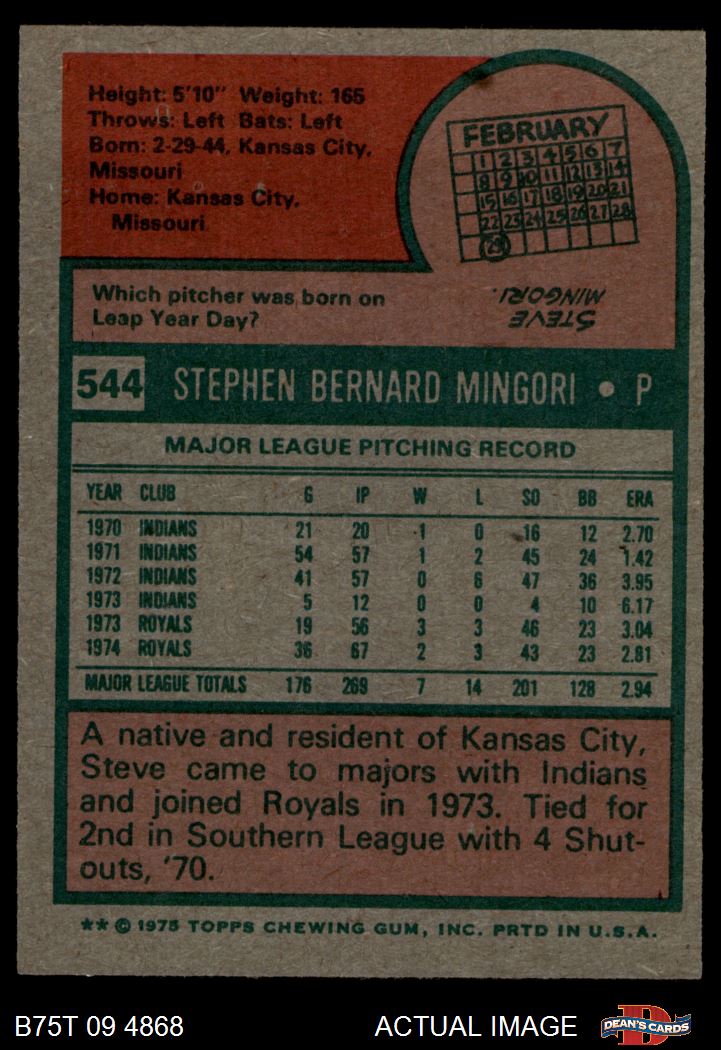 Height: 5'10" Weight: 165
Throws: Left Bats: Left
Born: 2-29-44, Kansas City,
Missouri
Home: Kansas City,
Missouri
FEBRUARY
1 2 3 4 5 6 7
8 9 10 11 12 13 14
15 16 17 18 19 20 21
22 23 24 25 26 27 28
29
Which pitcher was born on
Leap Year Day?
STEVE
MINGORI.
544 STEPHEN BERNARD MINGORI • P
MAJOR LEAGUE PITCHING RECORD
YEAR CLUB G IP W L SO BB ERA
1970 INDIANS 21 20 1 0 16 12 2.70
1971 INDIANS 54 57 1 2 45 24 1.42
1972 INDIANS 41 57 0 6 47 36 3.95
1973 INDIANS 5 12 0 0 4 10 6.17
1973 ROYALS 19 56 3 3 46 23 3.04
1974 ROYALS 36 67 2 3 43 23 2.81
MAJOR LEAGUE TOTALS 176 269 7 14 201 128 2.94
A native and resident of Kansas City,
Steve came to majors with Indians
and joined Royals in 1973. Tied for
2nd in Southern League with 4 Shut-
outs, '70.
** © 1975 TOPPS CHEWING GUM, INC. PRTD IN U.S.A.
B75T 09 4868 ACTUAL IMAGE D DEAN'S CARDS